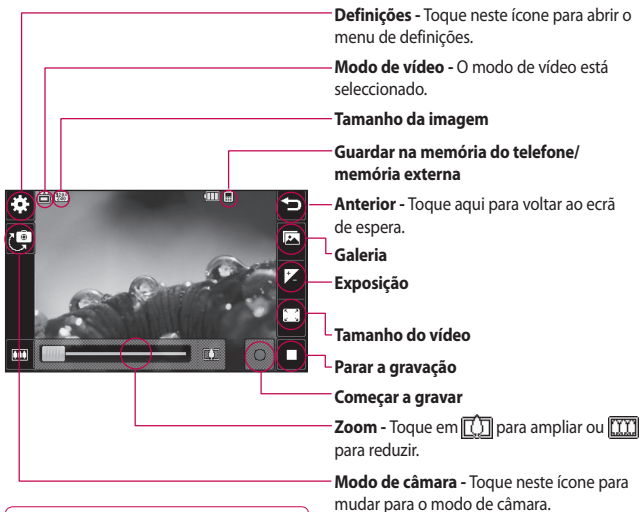 Definições - Toque neste ícone para abrir o
menu de definições.
Modo de vídeo - O modo de vídeo está
seleccionado.
Tamanho da imagem
Guardar na memória do telefone/
memória externa
Anterior - Toque aqui para voltar ao ecrã
de espera.
Galeria
Exposição
Tamanho do vídeo
Parar a gravação
Começar a gravar
Zoom - Toque em para ampliar ou
para reduzir.
Modo de câmara - Toque neste ícone para
mudar para o modo de câmara.